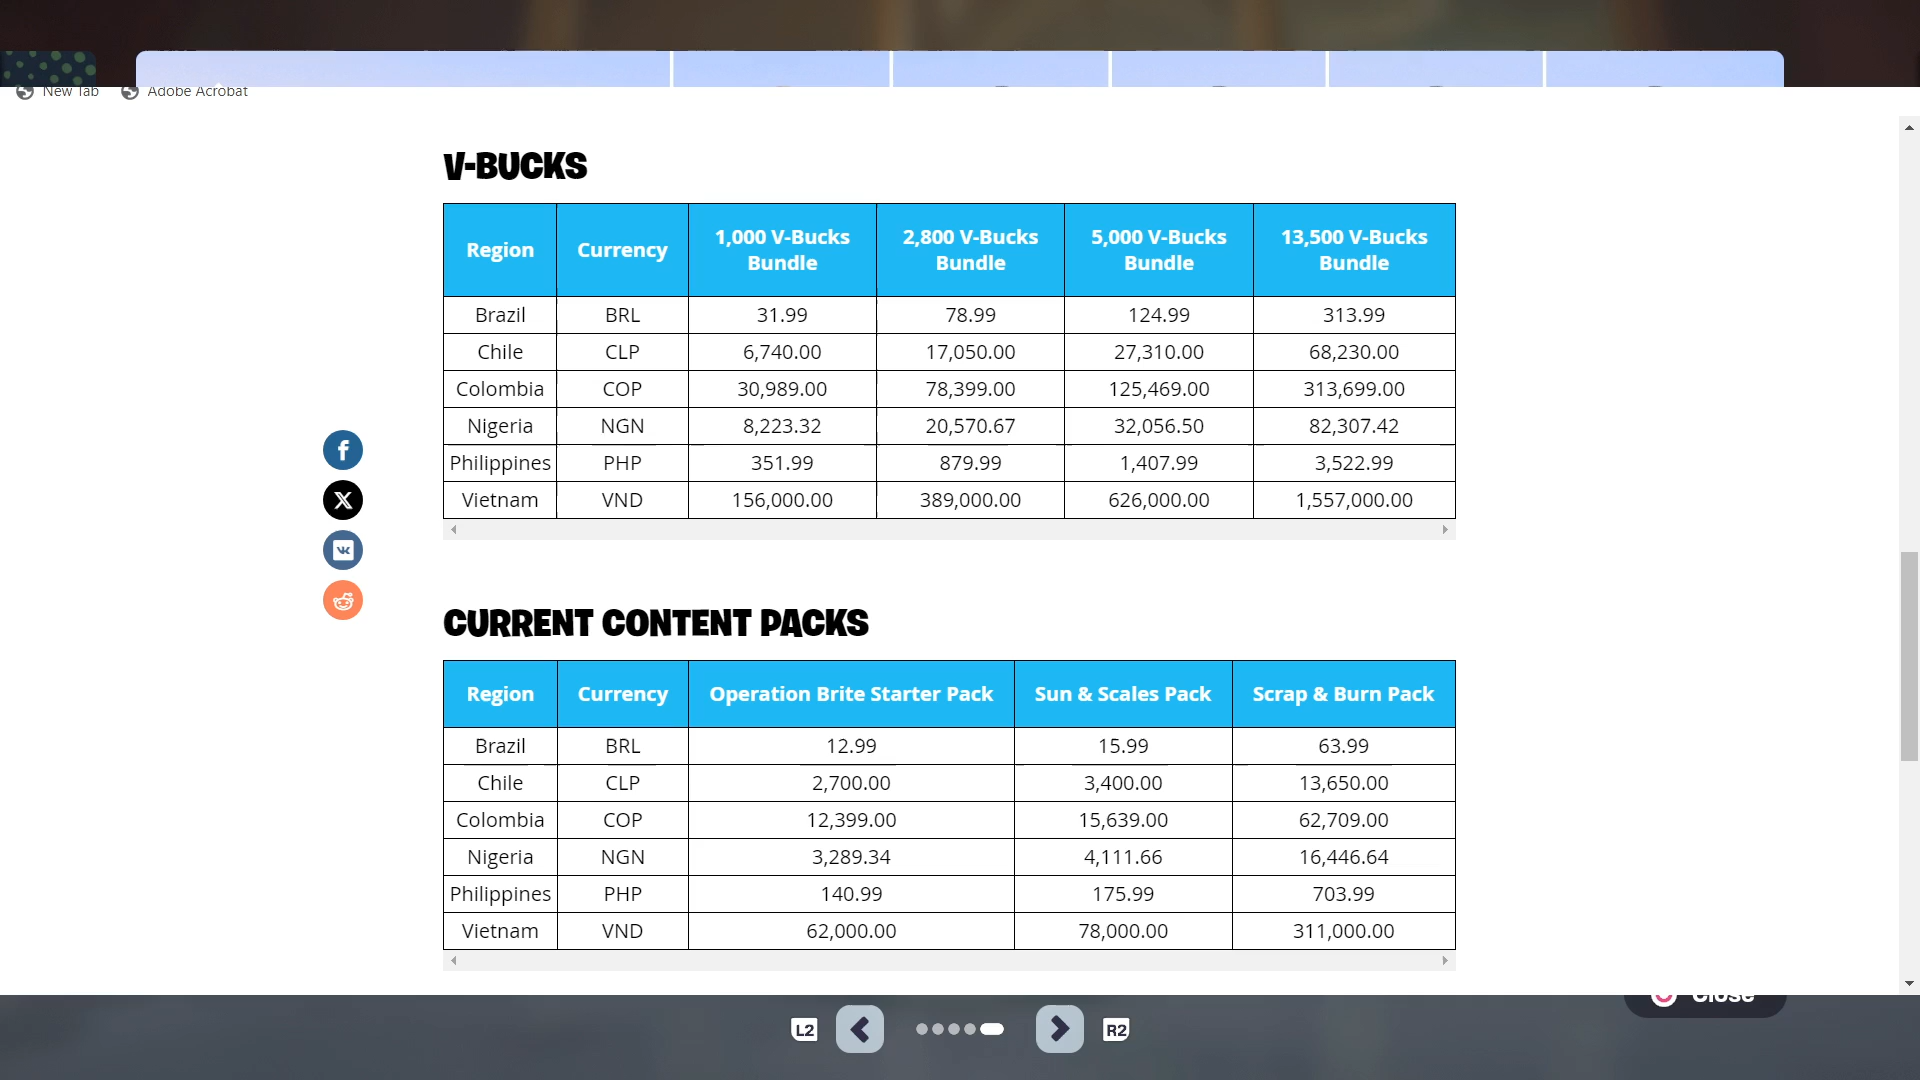 New Tab Adobe Acrobat
V-BUCKS
Region Currency 1,000 V-Bucks Bundle 2,800 V-Bucks Bundle 5,000 V-Bucks Bundle 13,500 V-Bucks Bundle
Brazil BRL 31.99 78.99 124.99 313.99
Chile CLP 6,740.00 17,050.00 27,310.00 68,230.00
Colombia COP 30,989.00 78,399.00 125,469.00 313,699.00
Nigeria NGN 8,223.32 20,570.67 32,056.50 82,307.42
Philippines PHP 351.99 879.99 1,407.99 3,522.99
Vietnam VND 156,000.00 389,000.00 626,000.00 1,557,000.00
CURRENT CONTENT PACKS
Region Currency Operation Brite Starter Pack Sun & Scales Pack Scrap & Burn Pack
Brazil BRL 12.99 15.99 63.99
Chile CLP 2,700.00 3,400.00 13,650.00
Colombia COP 12,399.00 15,639.00 62,709.00
Nigeria NGN 3,289.34 4,111.66 16,446.64
Philippines PHP 140.99 175.99 703.99
Vietnam VND 62,000.00 78,000.00 311,000.00
Close
L2 R2